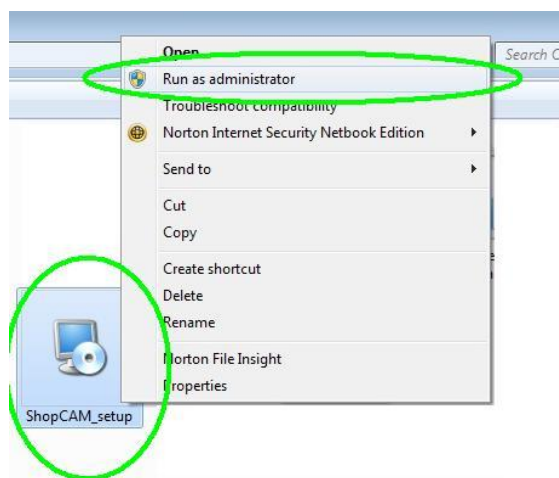 Open
Search C
Run as administrator
Troubleshoot compatibility
Norton Internet Security Netbook Edition
Send to
Cut
Copy
Create shortcut
Delete
Rename
Norton File Insight
Properties
ShopCAM_setup